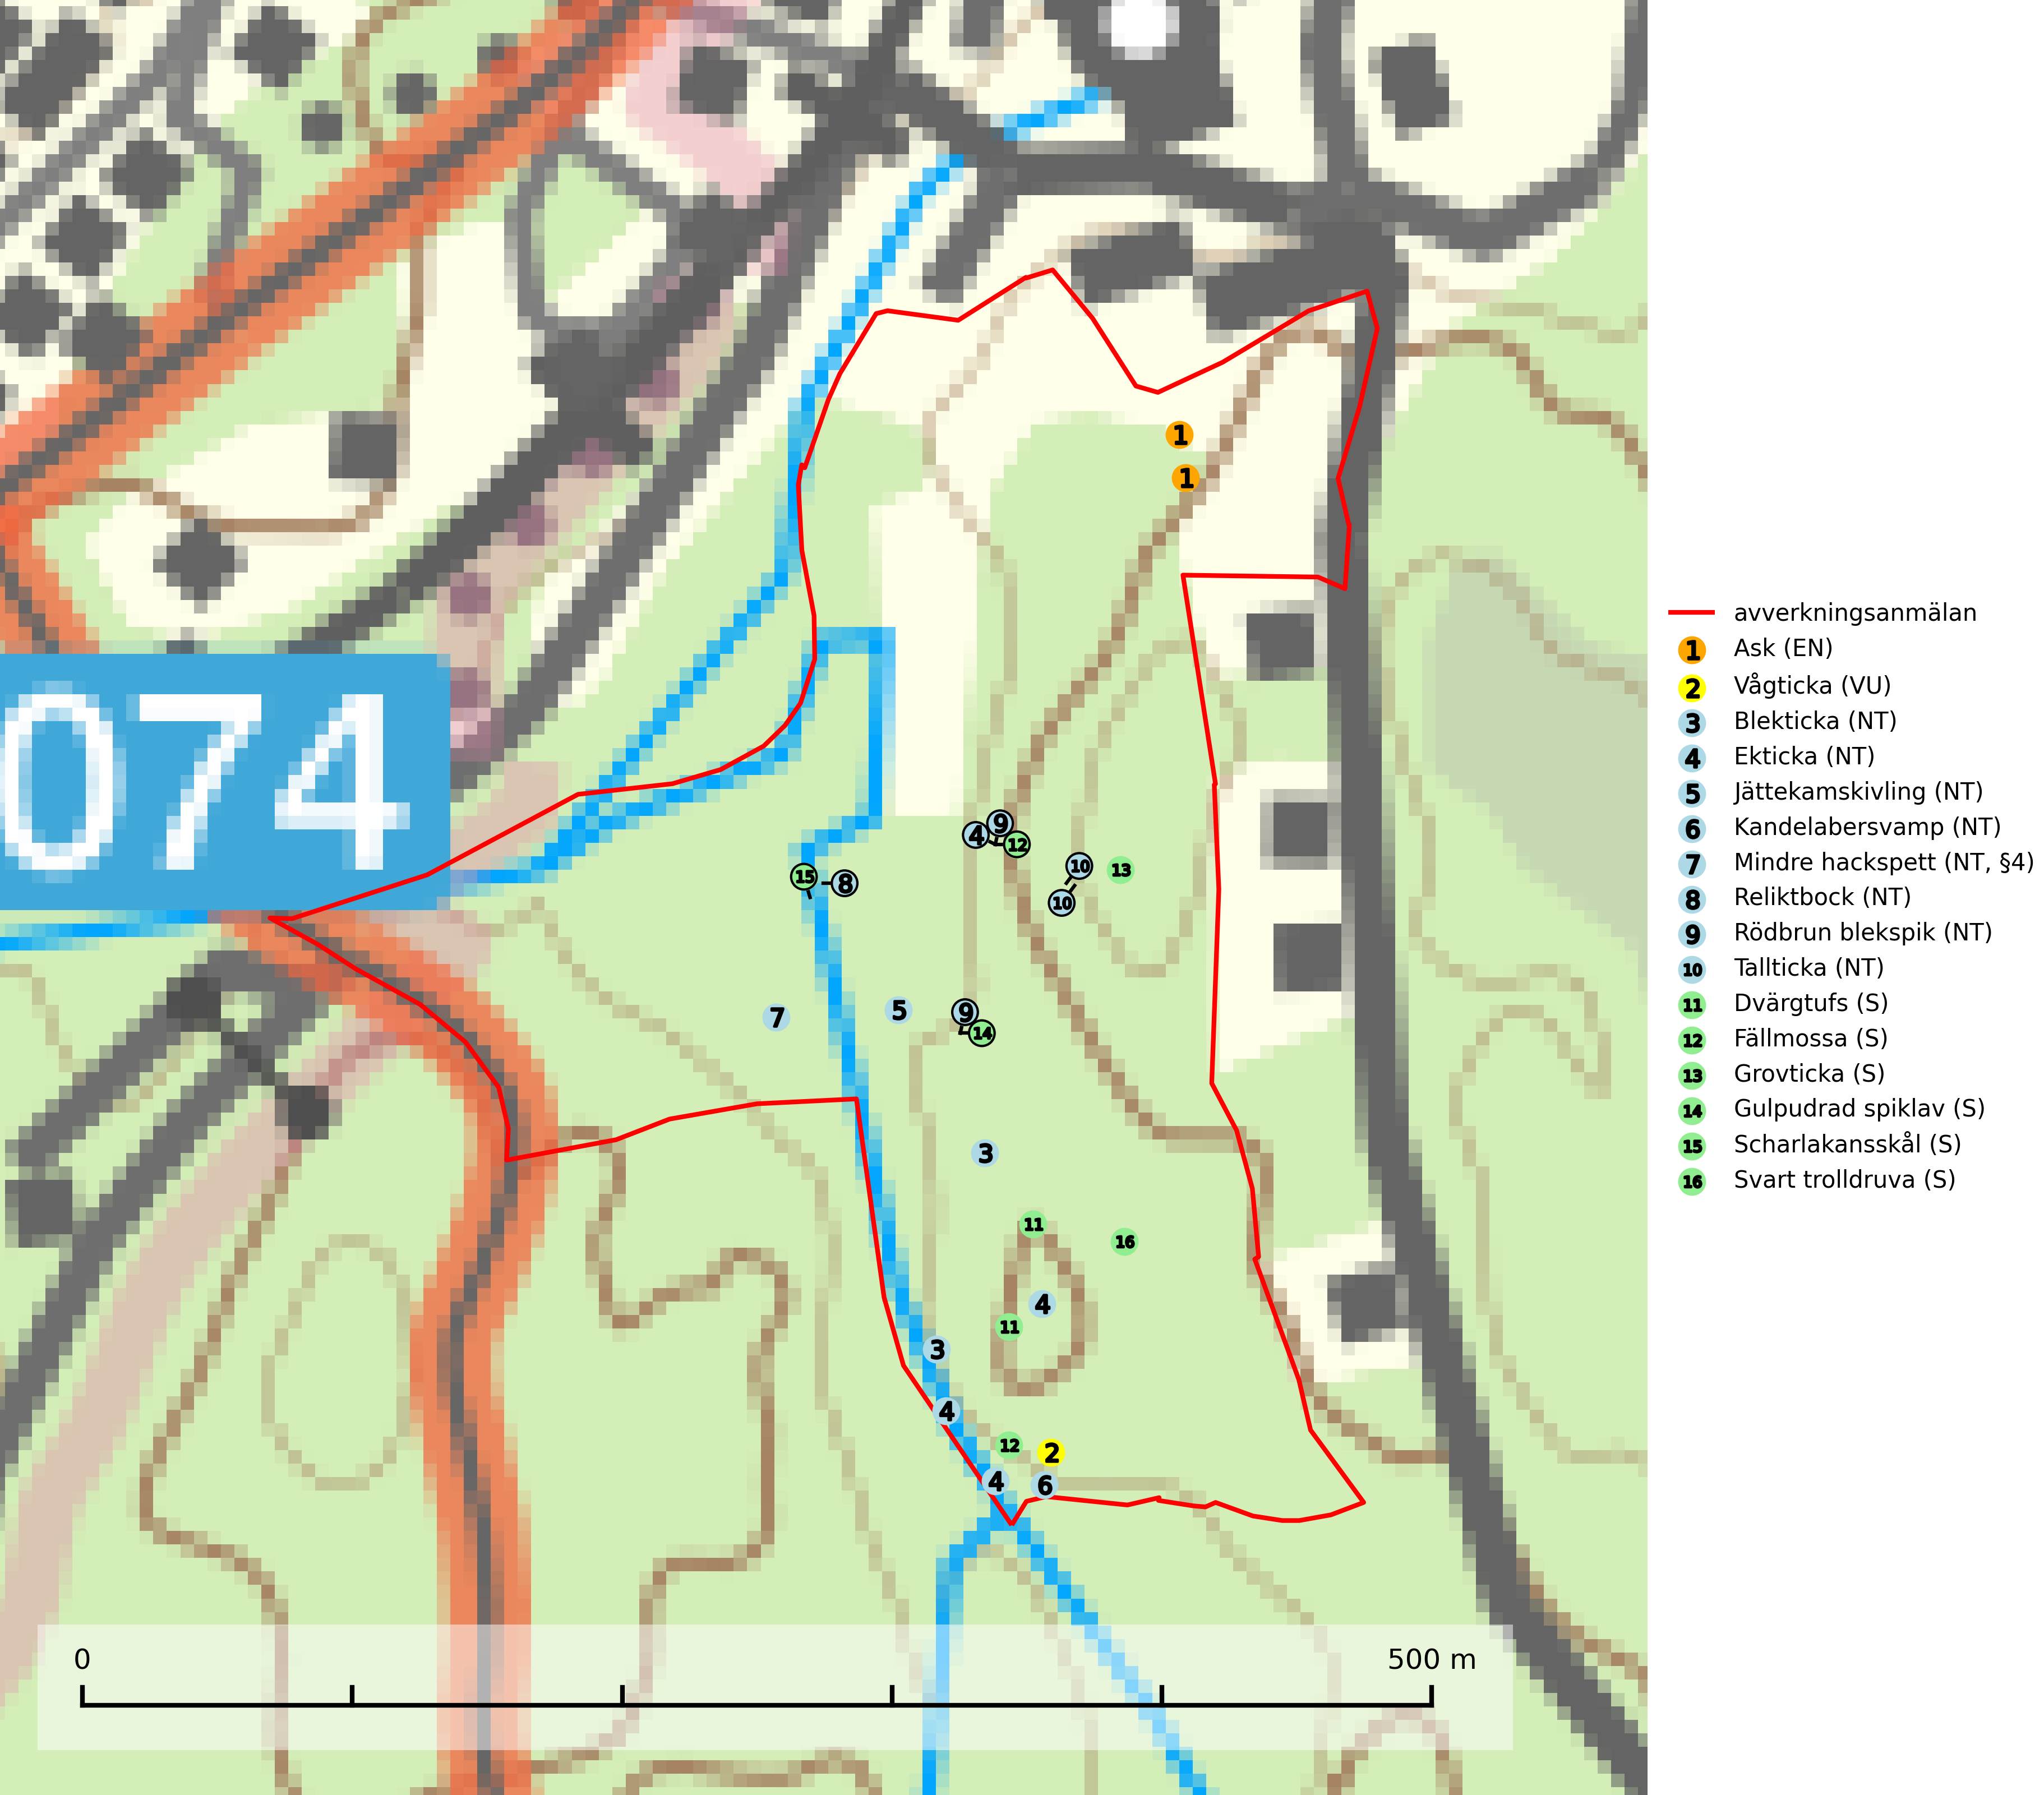 1
1
074
9
4
12
10
13
15
8
10
7
5
9
14
3
11
16
4
11
3
4
12
2
4
6
0
500 m
avverkningsanmälan
1 Ask (EN)
2 Vågticka (VU)
3 Blekticka (NT)
4 Ekticka (NT)
5 Jättekamskivling (NT)
6 Kandelabersvamp (NT)
7 Mindre hackspett (NT, §4)
8 Reliktbock (NT)
9 Rödbrun blekspik (NT)
10 Tallticka (NT)
11 Dvärgtufs (S)
12 Fällmossa (S)
13 Grovticka (S)
14 Gulpudrad spiklav (S)
15 Scharlakansskål (S)
16 Svart trolldruva (S)